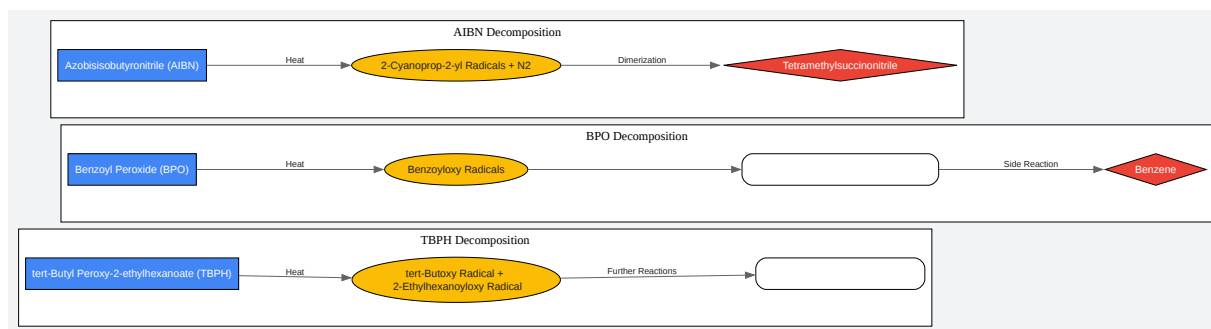 AIBN Decomposition
Azobisisobutyronitrile (AIBN)
Heat
2-Cyanoprop-2-yl Radicals + N2
Dimerization
Tetramethylsuccinonitrile
BPO Decomposition
Benzoyl Peroxide (BPO)
Heat
Benzoyloxy Radicals
Side Reaction
Benzene
TBPH Decomposition
tert-Butyl Peroxy-2-ethylhexanoate (TBPH)
Heat
tert-Butoxy Radical +
2-Ethylhexanoyloxy Radical
Further Reactions